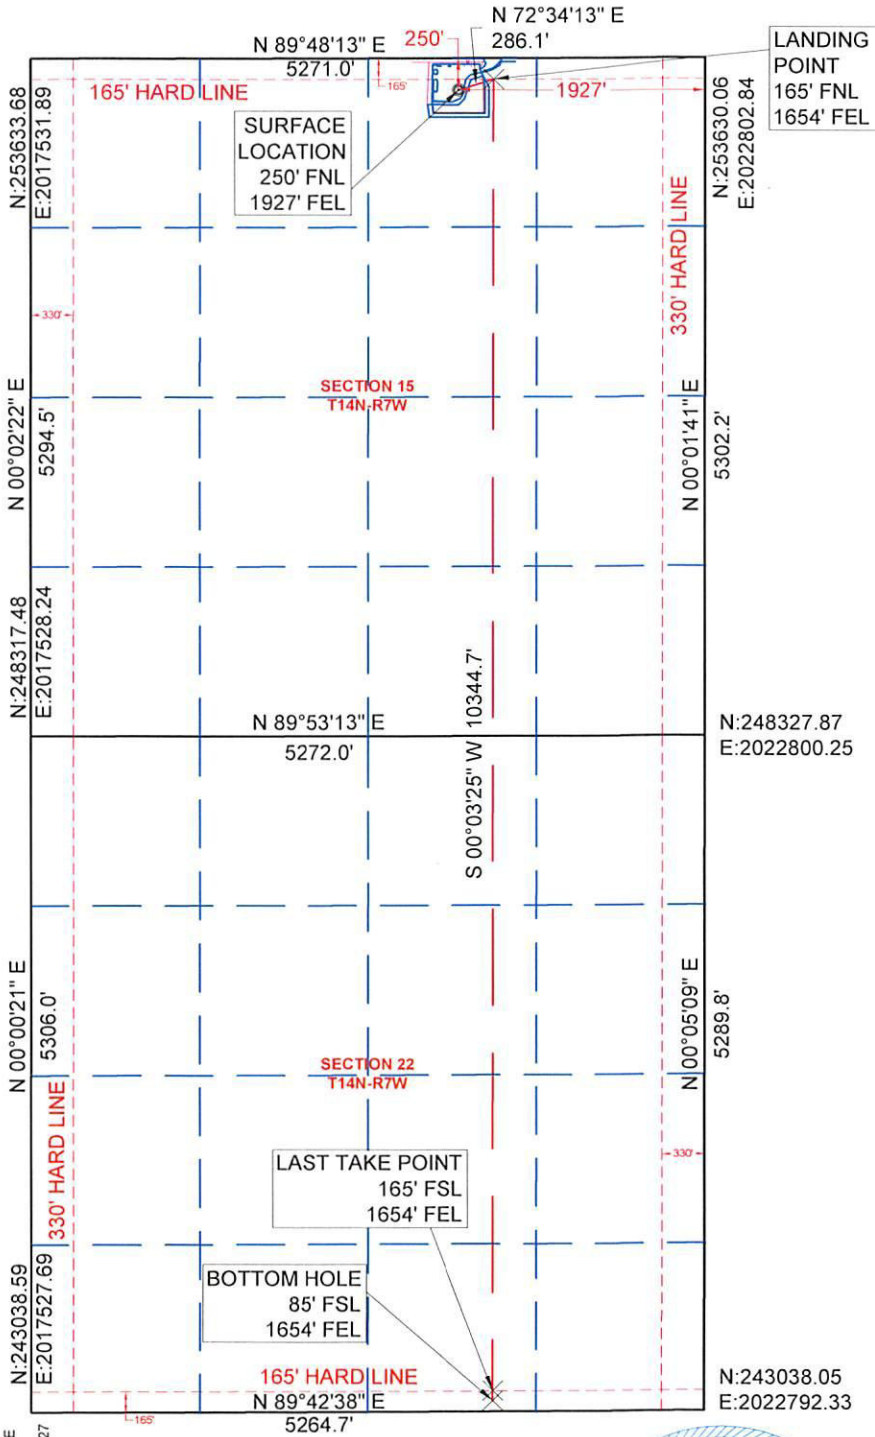 N 72°34'13" E
286.1'
N 89°48'13" E
250'
5271.0'
LANDING
POINT
165' FNL
1654' FEL
165' HARD LINE
165'
1927'
N:253633.68
E:2017531.89
SURFACE
LOCATION
250' FNL
1927' FEL
N:253630.06
E:2022802.84
330' HARD LINE
330'
SECTION 15
T14N-R7W
N 00°02'22" E
5294.5'
N 00°01'41" E
5302.2'
N:248317.48
E:2017528.24
S 00°03'25" W 10344.7'
N 89°53'13" E
5272.0'
N:248327.87
E:2022800.25
N 00°00'21" E
5306.0'
N 00°05'09" E
5289.8'
SECTION 22
T14N-R7W
330' HARD LINE
330'
LAST TAKE POINT
165' FSL
1654' FEL
BOTTOM HOLE
85' FSL
1654' FEL
N:243038.59
E:2017527.69
165' HARD LINE
N 89°42'38" E
5264.7'
165'
N:243038.05
E:2022792.33
E
27